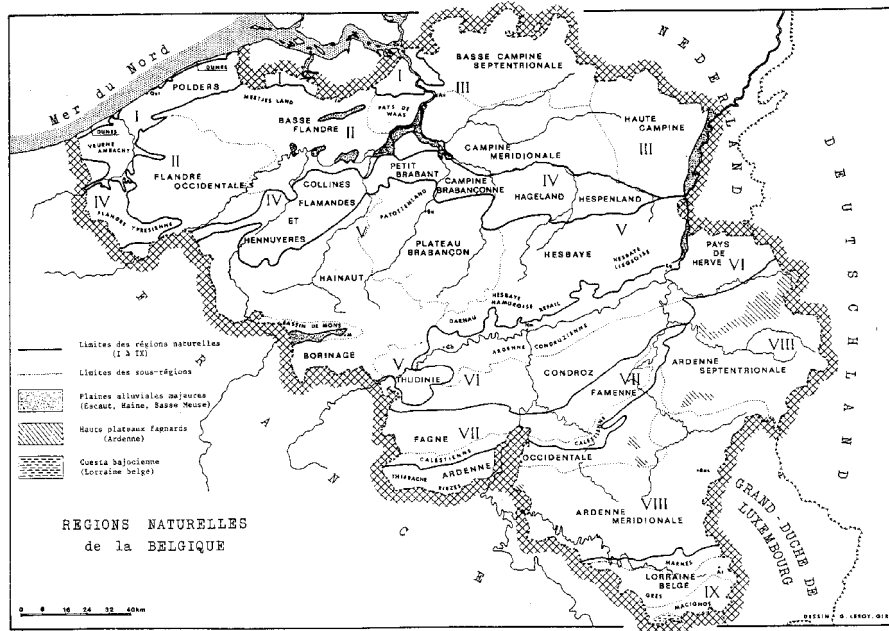 Mer du Nord
NEDERLAND
DEUTSCHLAND
GRAND-DUCHE DE
LUXEMBOURG
FRANCE
DUNES
POLDERS
I
I
I
MEETJES LAND
PAYS DE
WAAS
BASSE
FLANDRE
II
BASSE CAMPINE
SEPTENTRIONALE
III
HAUTE
CAMPINE
III
CAMPINE
MERIDIONALE
DUNES
VEURNE
AMBACHT
II
FLANDRE
OCCIDENTALE
IV
FLANDRE YPRESIENNE
PETIT
BRABANT
CAMPINE
BRABANÇONNE
IV
HAGELAND
HESPENLAND
IV
COLLINES
FLAMANDES
ET
HENNUYERES
V
PAJOTTENLAND
PLATEAU
BRABANÇON
HESBAYE
V
HESBAYE
LIEGEOISE
PAYS
DE
HERVE
VI
HAINAUT
HESBAYE
NAMUROISE
REPAIL
DARNAU
BASSIN DE MONS
BORINAGE
V
THUDINIE
VI
ARDENNE CONDRUZIENNE
CONDROZ
VII
FAMENNE
ARDENNE
SEPTENTRIONALE
VIII
FAGNE
VII
CALESTIENNE
CALESTIENNE
THIERACHE
RIEZES
ARDENNE
OCCIDENTALE
VIII
ARDENNE
MERIDIONALE
MARNES
LORRAINE
BELGE
IX
GRES
MACIGNOS
Limites des régions naturelles
(I à IX)
Limites des sous-régions
Plaines alluviales majeures
(Escaut, Haine, Basse Meuse)
Hauts plateaux fagnards
(Ardenne)
Cuesta bajocienne
(Lorraine belge)
REGIONS NATURELLES
de la BELGIQUE
0 8 16 24 32 40km
DESSIN : G. LEROY. GIR